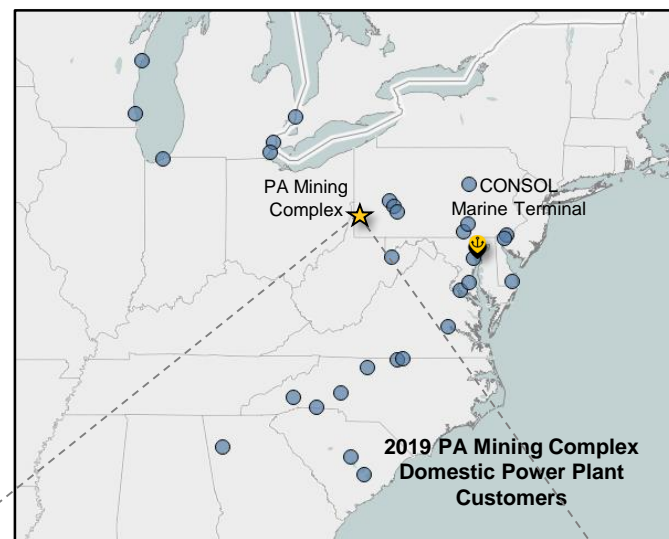 PA Mining
Complex
CONSOL
Marine Terminal
2019 PA Mining Complex
Domestic Power Plant
Customers